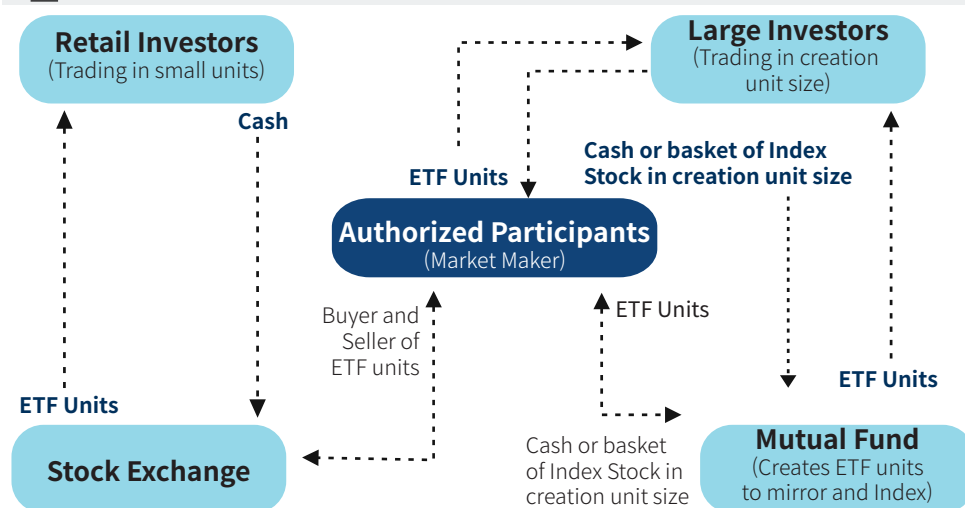 Retail Investors
(Trading in small units)
Large Investors
(Trading in creation
unit size)
Cash
ETF Units
Cash or basket of Index
Stock in creation unit size
Authorized Participants
(Market Maker)
Buyer and
Seller of
ETF units
ETF Units
ETF Units
ETF Units
Stock Exchange
Cash or basket
of Index Stock in
creation unit size
Mutual Fund
(Creates ETF units
to mirror and Index)